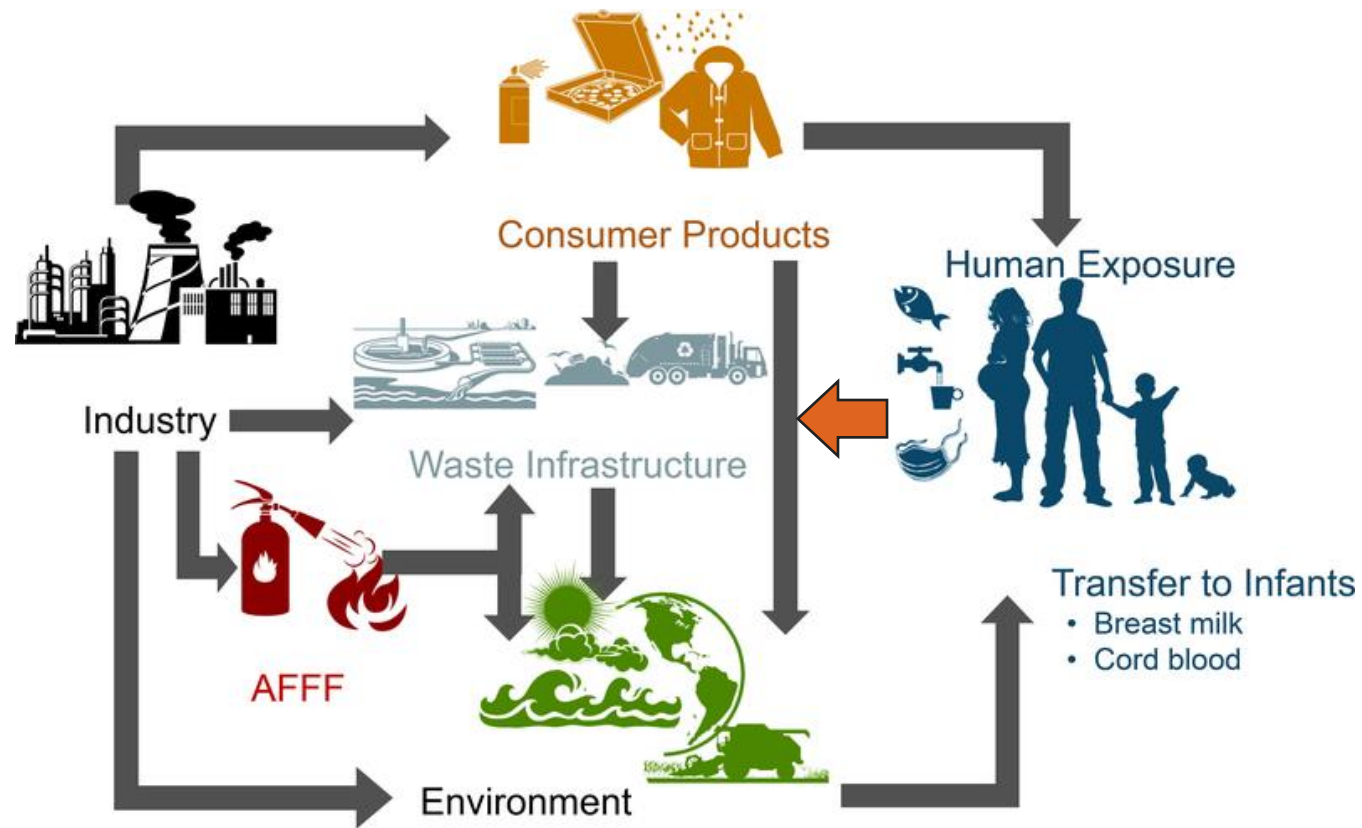 Consumer Products
Human Exposure
Industry
Waste Infrastructure
Transfer to Infants
• Breast milk
• Cord blood
AFFF
Environment